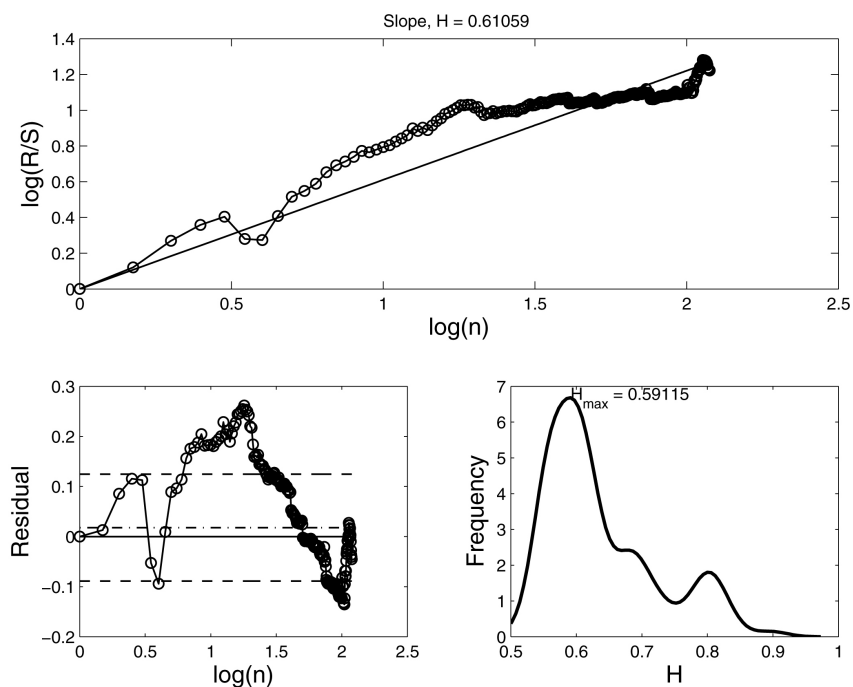 Slope, H = 0.61059
1.4
1.2
1
0.8
0.6
0.4
0.2
0
log(R/S)
0 0.5 1 1.5 2 2.5
log(n)
0.3
0.2
0.1
0
−0.1
−0.2
Residual
0 0.5 1.0 1.5 2.0 2.5
log(n)
H_max = 0.59115
7
6
5
4
3
2
1
0
Frequency
0.5 0.6 0.7 0.8 0.9 1
H